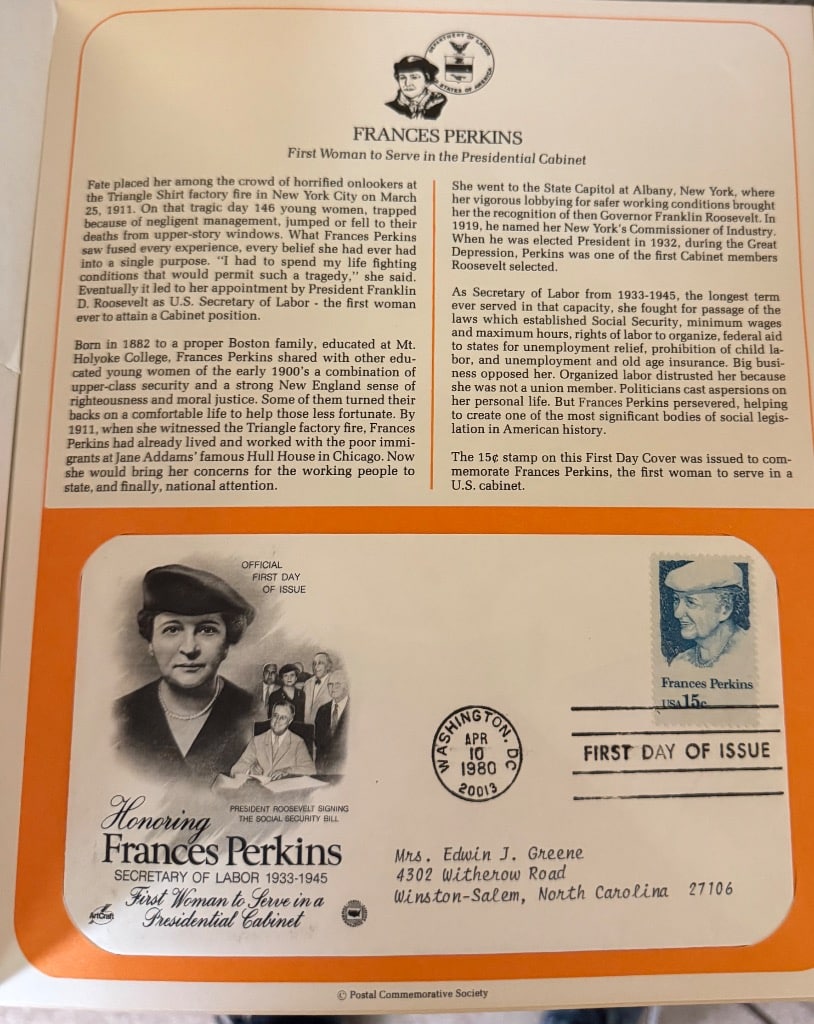 DEPARTMENT OF LABOR
STATES OF AMERICA
FRANCES PERKINS
First Woman to Serve in the Presidential Cabinet
Fate placed her among the crowd of horrified onlookers at
the Triangle Shirt factory fire in New York City on March
25, 1911. On that tragic day 146 young women, trapped
because of negligent management, jumped or fell to their
deaths from upper-story windows. What Frances Perkins
saw fused every experience, every belief she had ever had
into a single purpose. "I had to spend my life fighting
conditions that would permit such a tragedy," she said.
Eventually it led to her appointment by President Franklin
D. Roosevelt as U.S. Secretary of Labor - the first woman
ever to attain a Cabinet position.
Born in 1882 to a proper Boston family, educated at Mt.
Holyoke College, Frances Perkins shared with other edu-
cated young women of the early 1900's a combination of
upper-class security and a strong New England sense of
righteousness and moral justice. Some of them turned their
backs on a comfortable life to help those less fortunate. By
1911, when she witnessed the Triangle factory fire, Frances
Perkins had already lived and worked with the poor immi-
grants at Jane Addams' famous Hull House in Chicago. Now
she would bring her concerns for the working people to
state, and finally, national attention.
She went to the State Capitol at Albany, New York, where
her vigorous lobbying for safer working conditions brought
her the recognition of then Governor Franklin Roosevelt. In
1919, he named her New York's Commissioner of Industry.
When he was elected President in 1932, during the Great
Depression, Perkins was one of the first Cabinet members
Roosevelt selected.
As Secretary of Labor from 1933-1945, the longest term
ever served in that capacity, she fought for passage of the
laws which established Social Security, minimum wages
and maximum hours, rights of labor to organize, federal aid
to states for unemployment relief, prohibition of child la-
bor, and unemployment and old age insurance. Big busi-
ness opposed her. Organized labor distrusted her because
she was not a union member. Politicians cast aspersions on
her personal life. But Frances Perkins persevered, helping
to create one of the most significant bodies of social legis-
lation in American history.
The 15¢ stamp on this First Day Cover was issued to com-
memorate Frances Perkins, the first woman to serve in a
U.S. cabinet.
OFFICIAL
FIRST DAY
OF ISSUE
Frances Perkins
USA 15c
WASHINGTON, DC
APR
10
1980
20013
FIRST DAY OF ISSUE
PRESIDENT ROOSEVELT SIGNING
THE SOCIAL SECURITY BILL
Honoring
Frances Perkins
SECRETARY OF LABOR 1933-1945
First Woman to Serve in a
Presidential Cabinet
ArtCraft
Mrs. Edwin J. Greene
4302 Witherow Road
Winston-Salem, North Carolina 27106
© Postal Commemorative Society